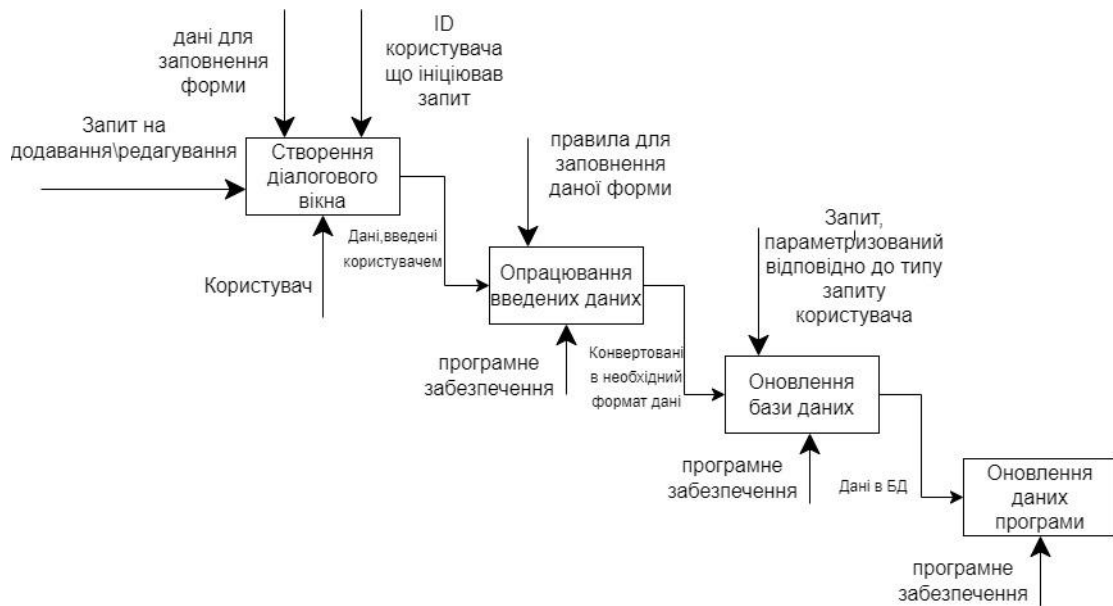 дані для
заповнення
форми
ID
користувача
що ініціював
запит
Запит на
додавання\редагування
Створення
діалогового
вікна
Користувач
Дані,введені
користувачем
правила для
заповнення
даної форми
Опрацювання
введених даних
програмне
забезпечення
Конвертовані
в необхідний
формат дані
Запит,
параметризований
відповідно до типу
запиту
користувача
Оновлення
бази даних
програмне
забезпечення
Дані в БД
Оновлення
даних
програми
програмне
забезпечення